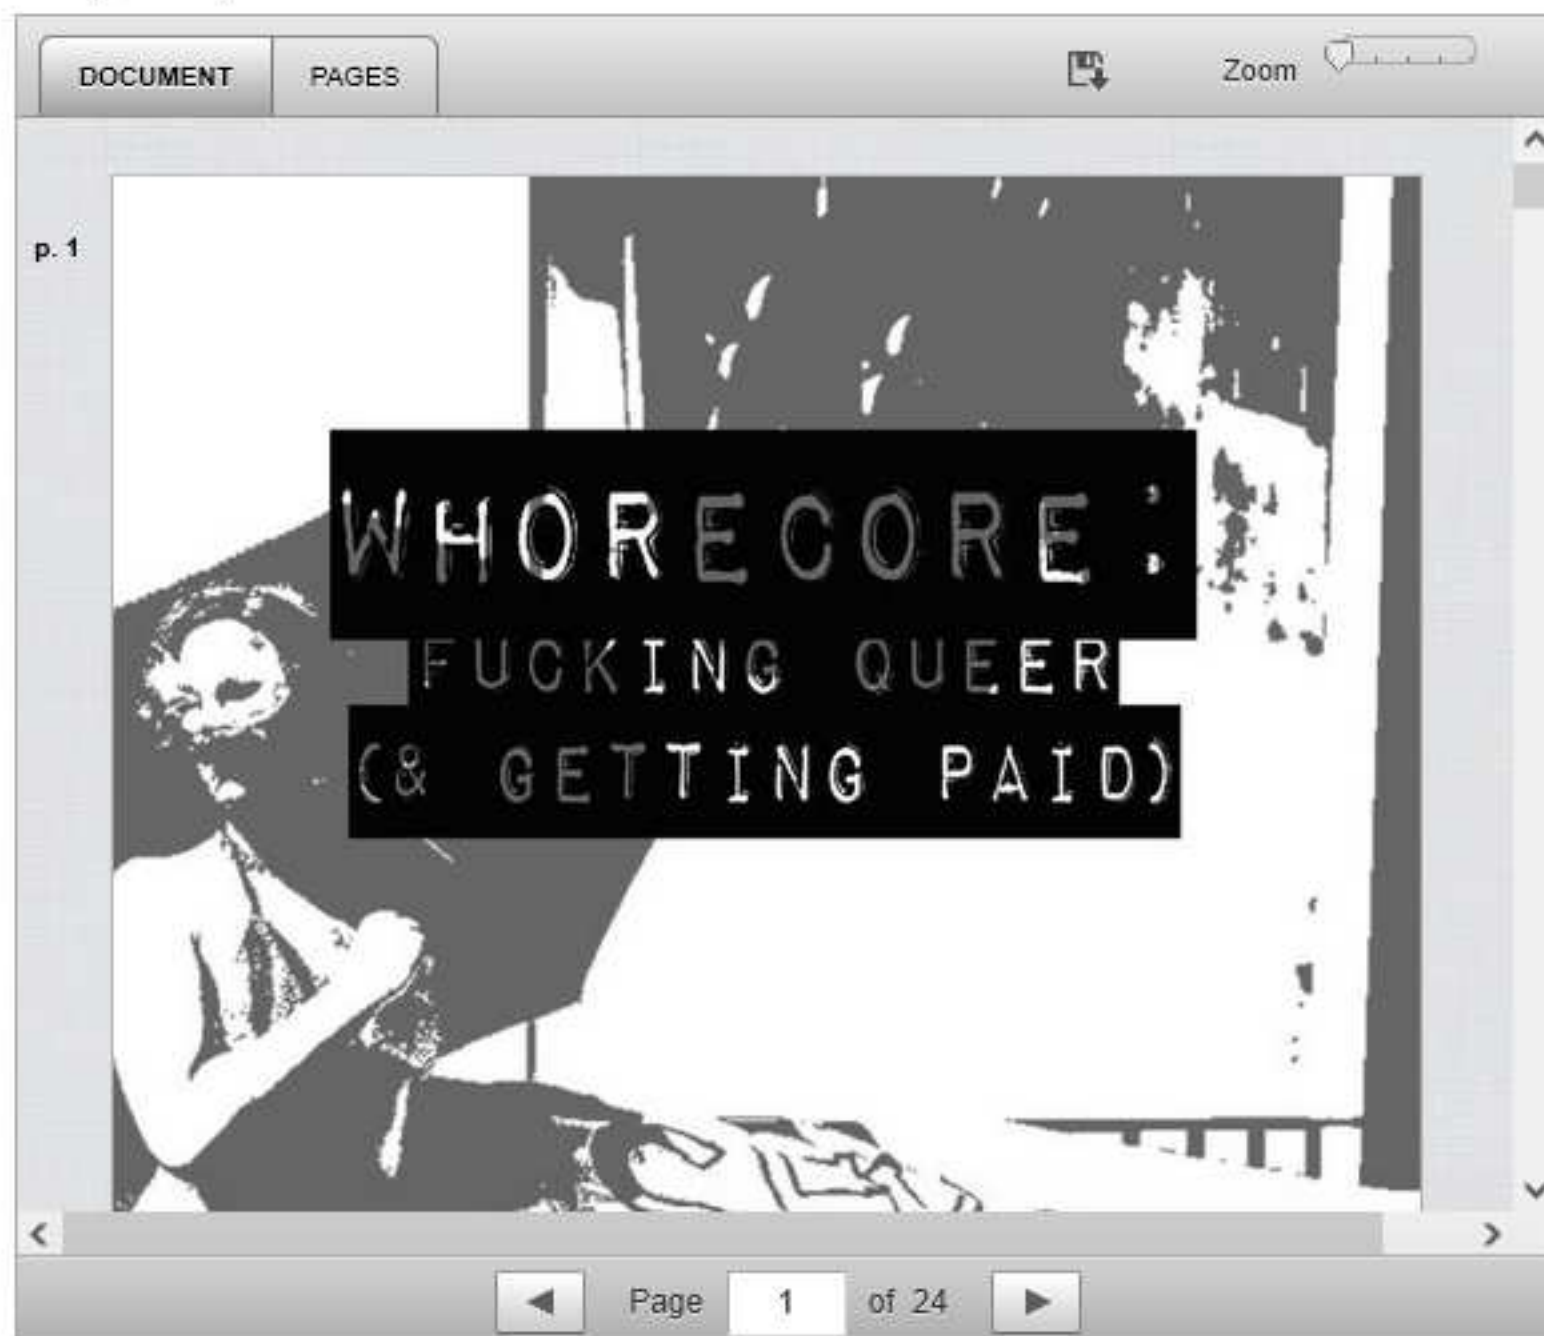 DOCUMENT PAGES Zoom
p. 1
WHORECORE:
FUCKING QUEER
(& GETTING PAID)
Page 1 of 24